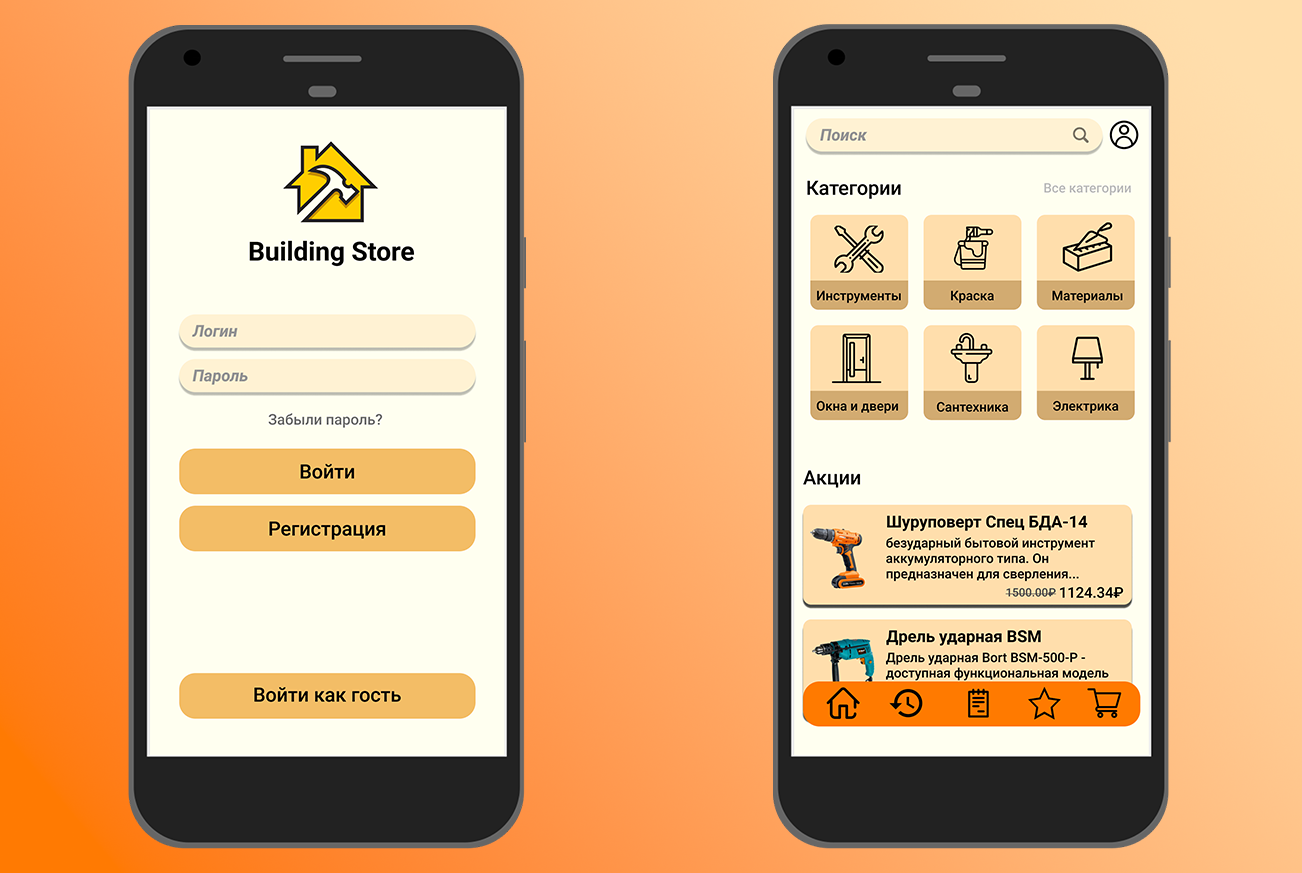 Building Store
Логин
Пароль
Забыли пароль?
Войти
Регистрация
Войти как гость
Поиск
Категории
Все категории
Инструменты
Краска
Материалы
Окна и двери
Сантехника
Электрика
Акции
Шуруповерт Спец БДА-14
безударный бытовой инструмент
аккумуляторного типа. Он
предназначен для сверления...
1500.00₽ 1124.34₽
Дрель ударная BSM
Дрель ударная Bort BSM-500-P -
доступная функциональная модель